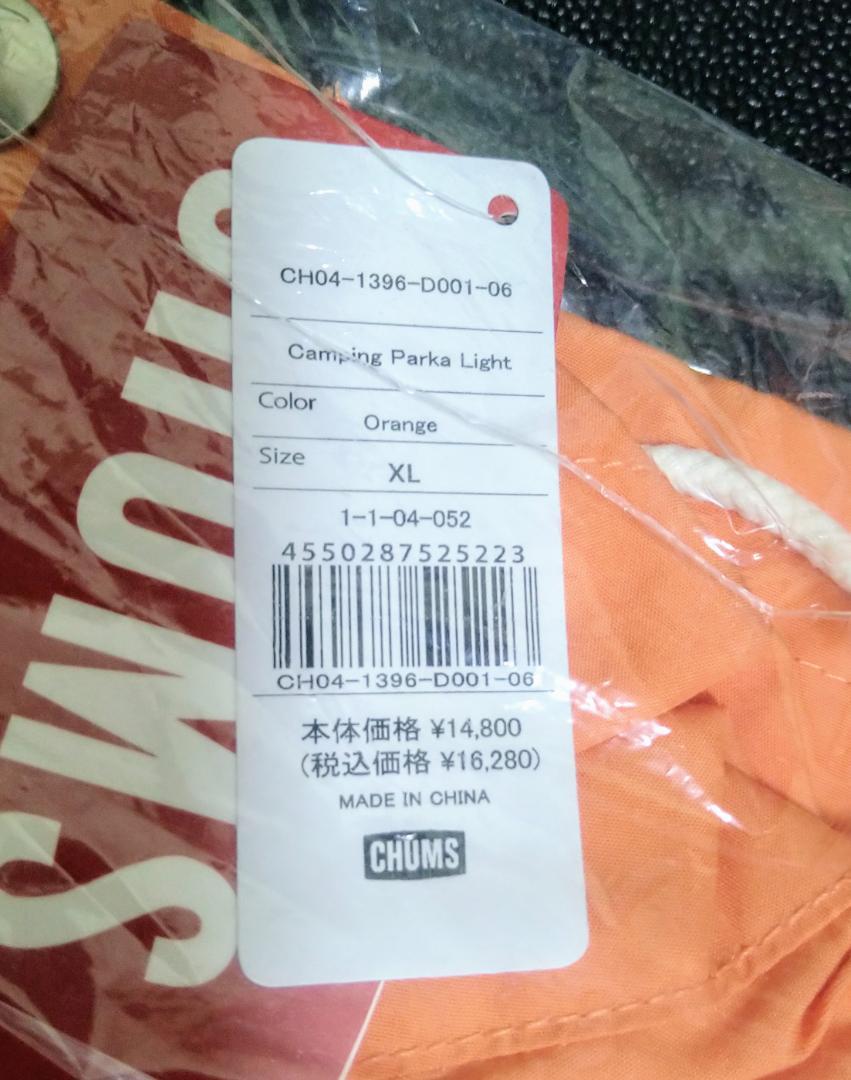 CHUMS
CH04-1396-D001-06
Camping Parka Light
Color
Orange
Size
XL
1-1-04-052
4550287525223
CH04-1396-D001-06
本体価格 ¥14,800
(税込価格 ¥16,280)
MADE IN CHINA
CHUMS